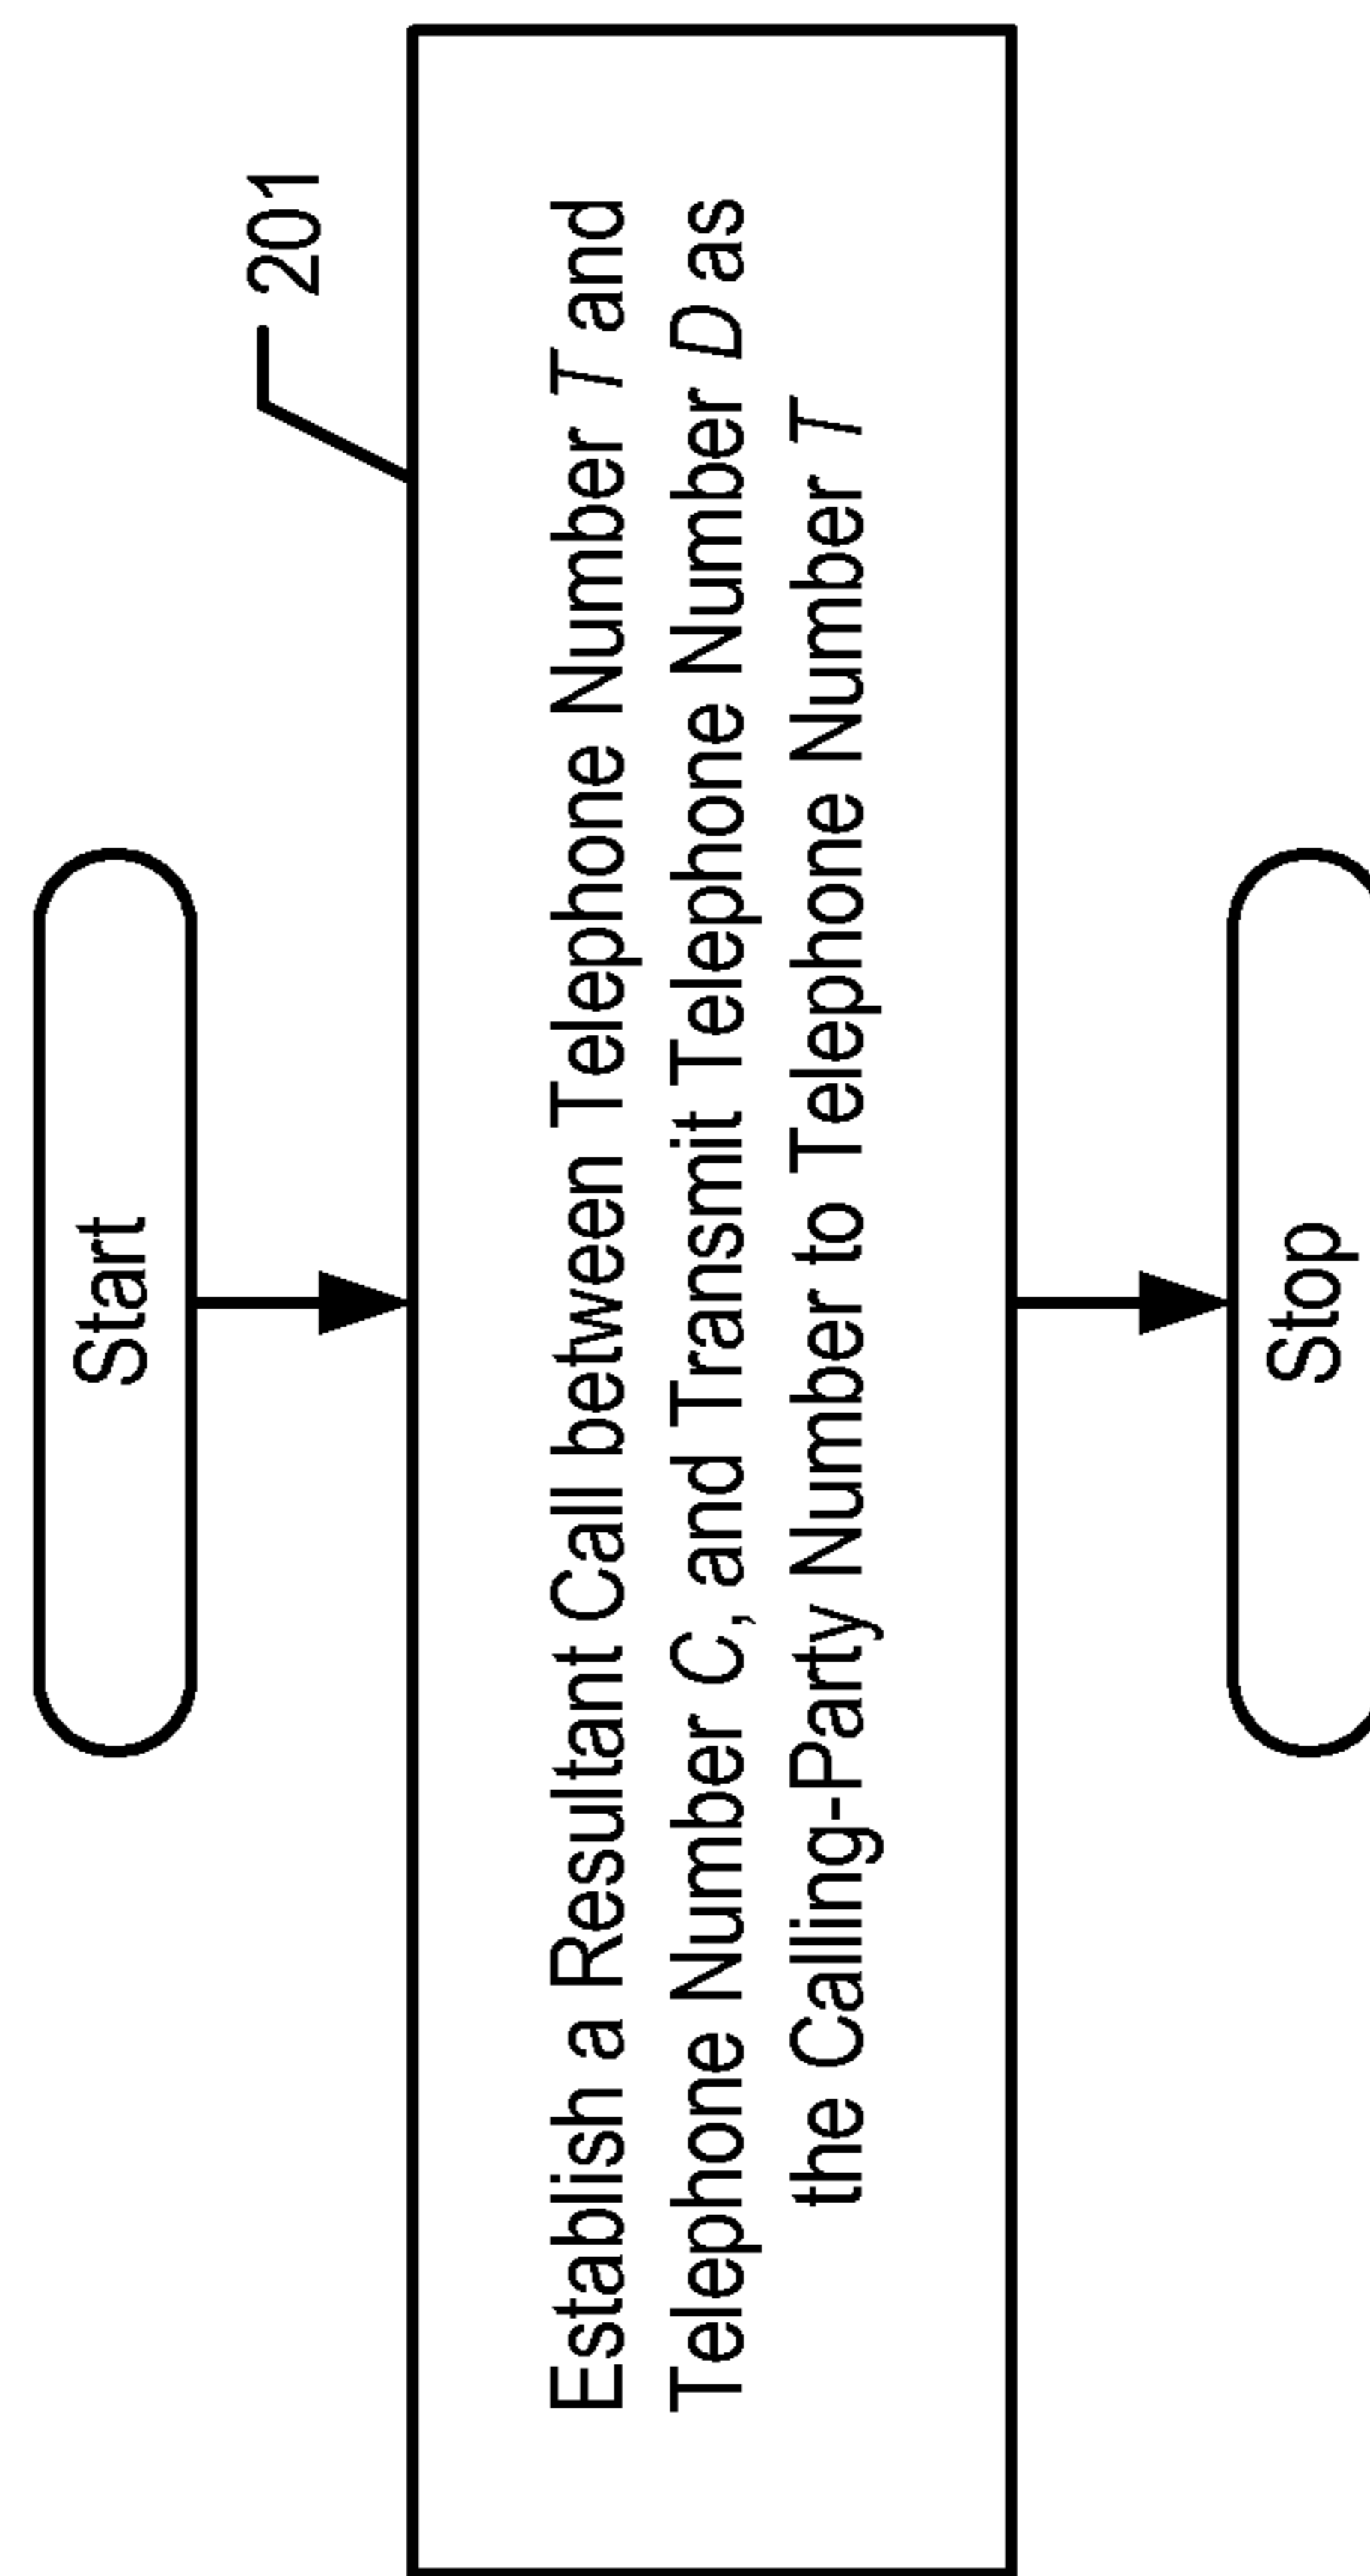 Start
201
Establish a Resultant Call between Telephone Number T and
Telephone Number C, and Transmit Telephone Number D as
the Calling-Party Number to Telephone Number T
Stop